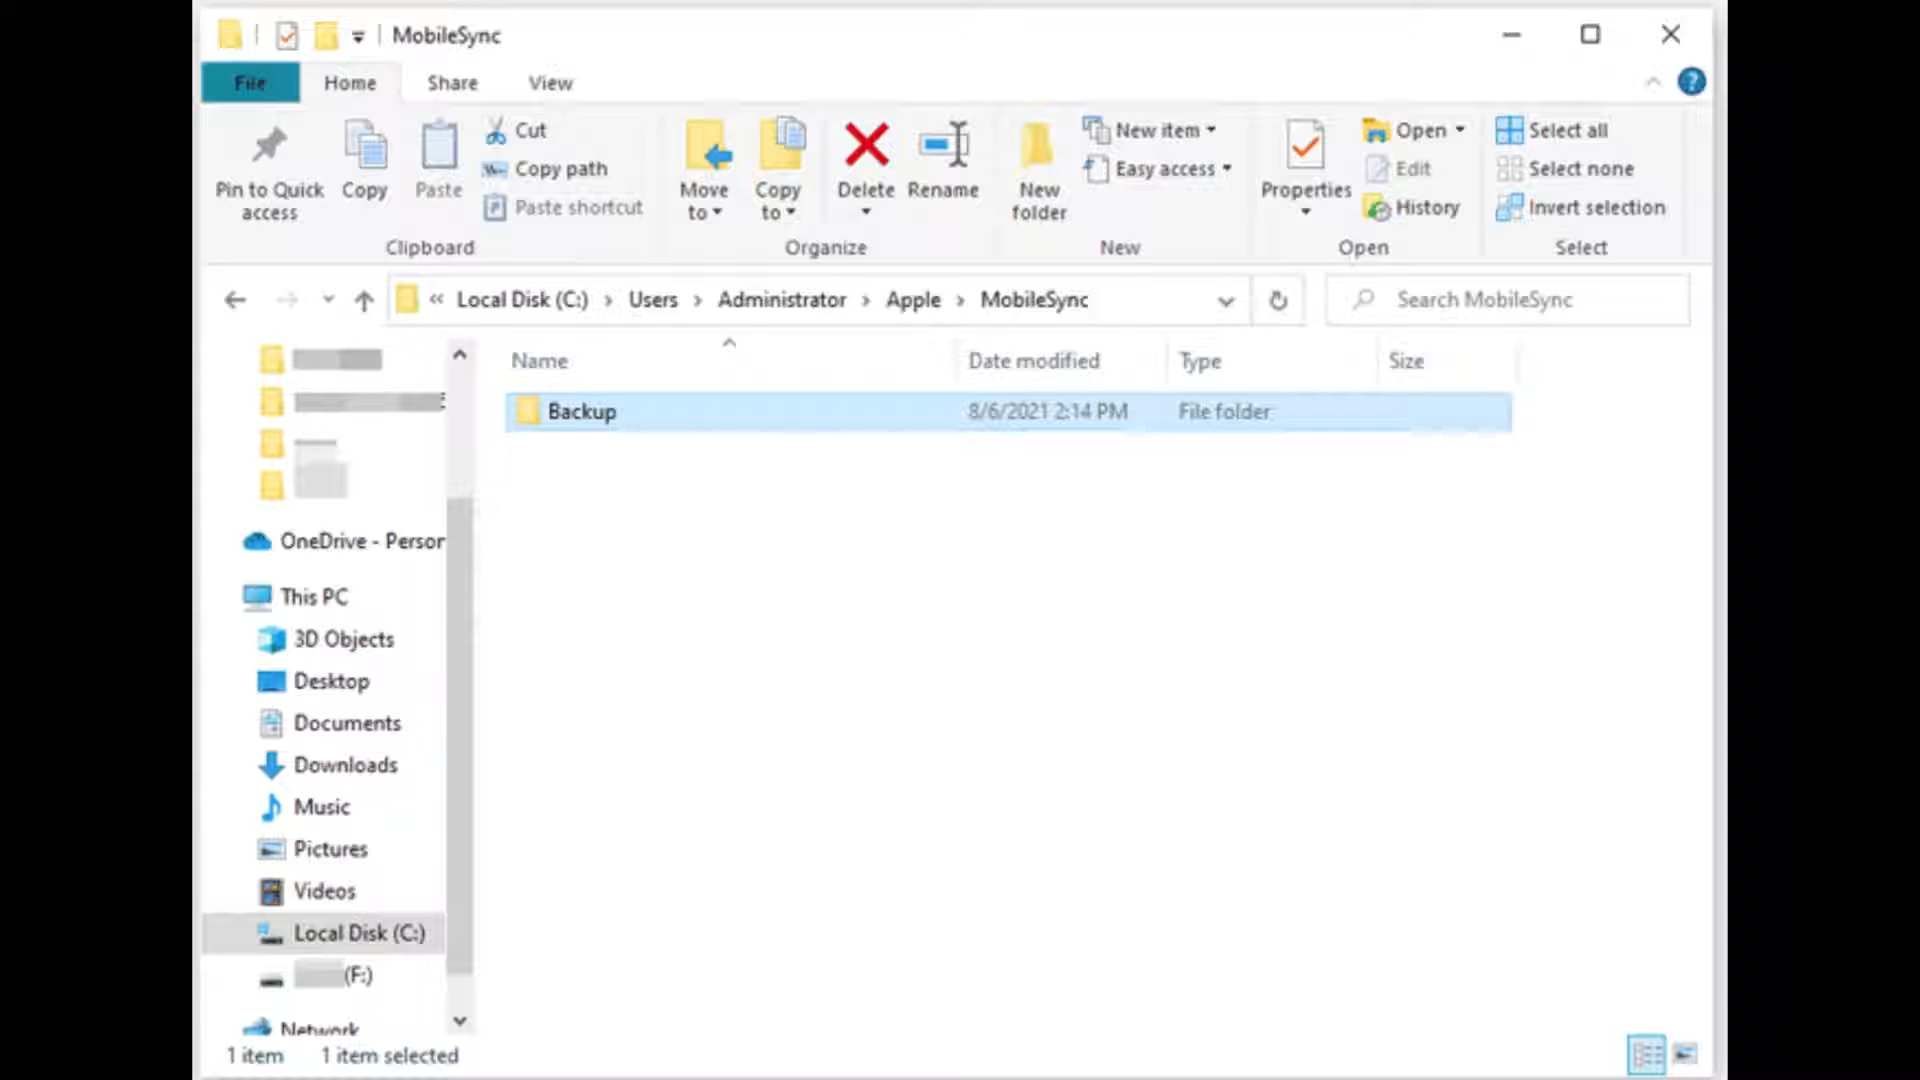 MobileSync
File Home Share View
Pin to Quick access
Copy
Paste
Cut
Copy path
Paste shortcut
Clipboard
Move to
Copy to
Delete
Rename
Organize
New folder
New item
Easy access
New
Properties
Open
Edit
History
Open
Select all
Select none
Invert selection
Select
« Local Disk (C:) › Users › Administrator › Apple › MobileSync
Search MobileSync
Name Date modified Type Size
Backup 8/6/2021 2:14 PM File folder
OneDrive - Person
This PC
3D Objects
Desktop
Documents
Downloads
Music
Pictures
Videos
Local Disk (C:)
(F:)
Network
1 item 1 item selected